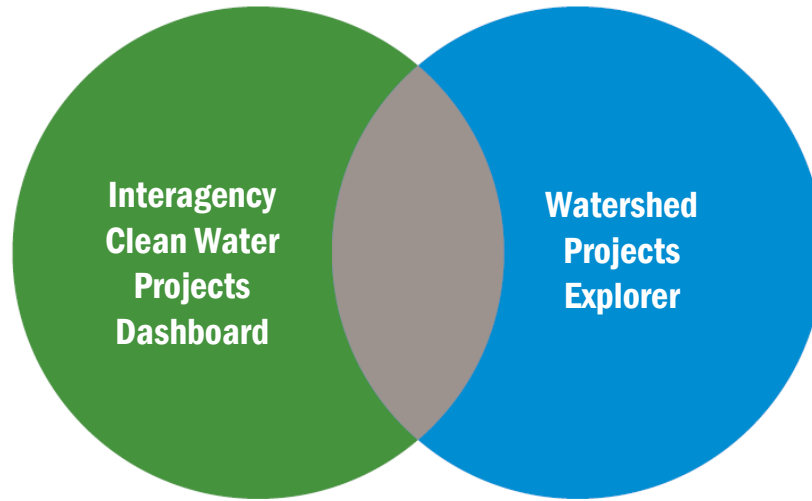 Interagency
Clean Water
Projects
Dashboard
Watershed
Projects
Explorer